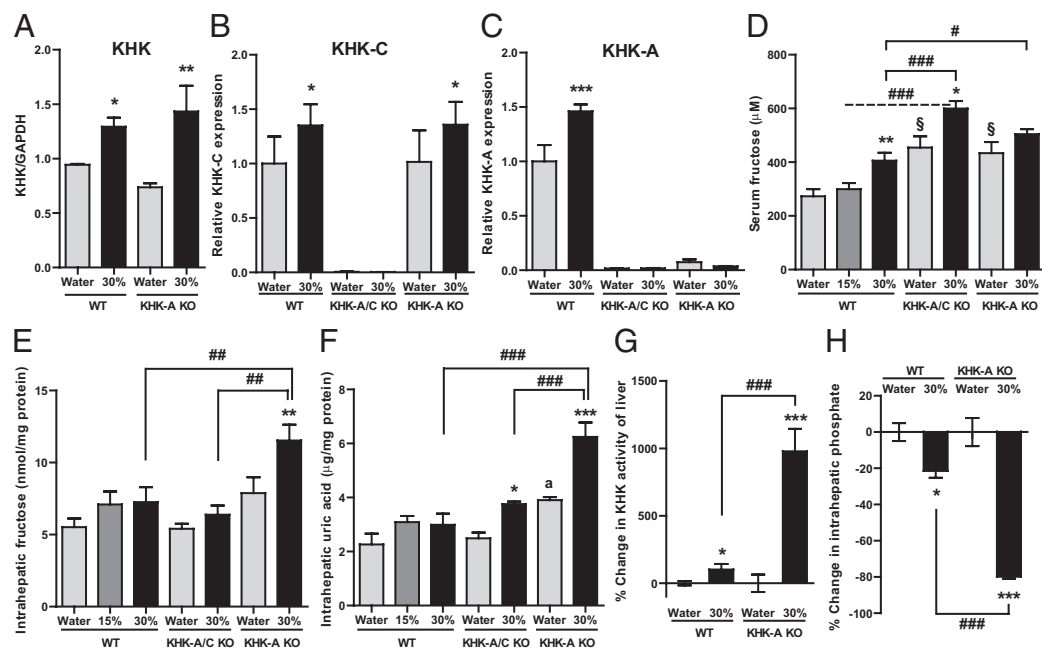 A
KHK
KHK/GAPDH
2.0
1.5
1.0
0.5
0.0
*
**
Water 30% Water 30%
WT KHK-A KO
B
KHK-C
Relative KHK-C expression
2.0
1.5
1.0
0.5
0.0
*
*
Water 30% Water 30% Water 30%
WT KHK-A/C KO KHK-A KO
C
KHK-A
Relative KHK-A expression
2.0
1.5
1.0
0.5
0.0
***
Water 30% Water 30% Water 30%
WT KHK-A/C KO KHK-A KO
D
Serum fructose (µM)
800
600
400
200
0
#
###
###
**
§
*
§
Water 15% 30% Water 30% Water 30%
WT KHK-A/C KO KHK-A KO
E
Intrahepatic fructose (nmol/mg protein)
15
10
5
0
##
##
**
Water 15% 30% Water 30% Water 30%
WT KHK-A/C KO KHK-A KO
F
Intrahepatic uric acid (µg/mg protein)
8
6
4
2
0
###
###
*
a
***
Water 15% 30% Water 30% Water 30%
WT KHK-A/C KO KHK-A KO
G
% Change in KHK activity of liver
1500
1000
500
400
300
200
100
0
###
*
***
Water 30% Water 30%
WT KHK-A KO
H
% Change in intrahepatic phosphate
WT KHK-A KO
Water 30% Water 30%
20
0
-20
-40
-60
-80
-100
*
***
###